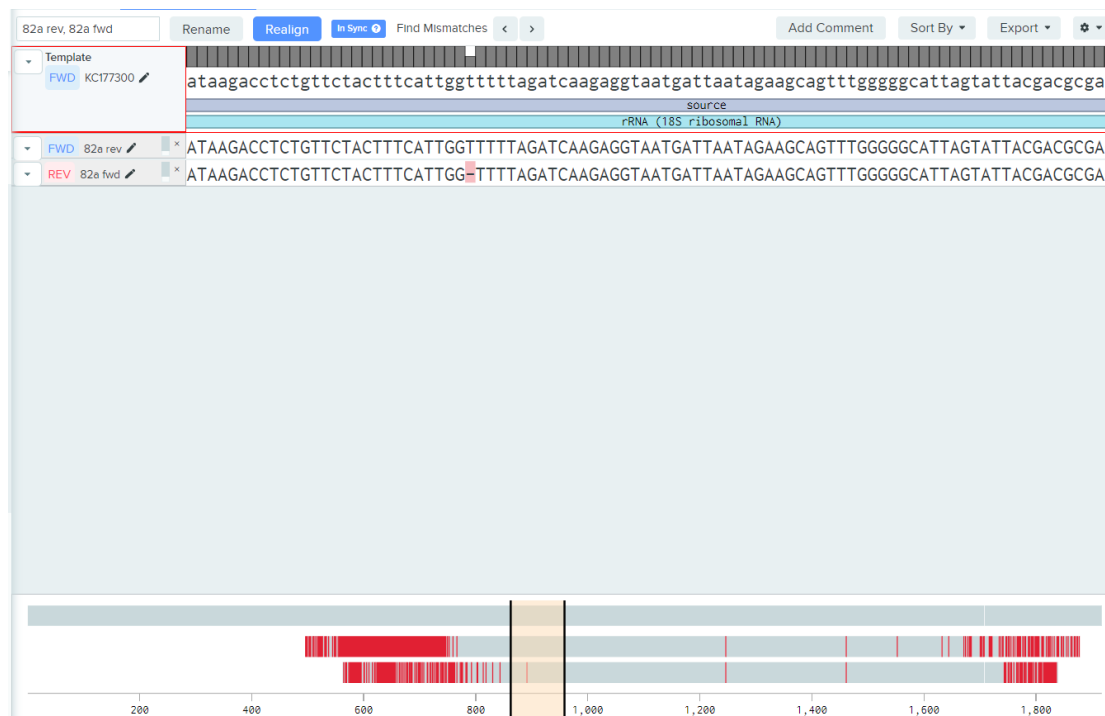 82a rev, 82a fwd Rename Realign In Sync ? Find Mismatches < > Add Comment Sort By Export
Template
FWD KC177300
ataagacctctgttctactttcattggtttttagatcaagaggtaatgattaatagaagcagtttgggggcattagtattacgacgcga
source
rRNA (18S ribosomal RNA)
FWD 82a rev × ATAAGACCTCTGTTCTACTTTCATTGGTTTTTAGATCAAGAGGTAATGATTAATAGAAGCAGTTTGGGGGCATTAGTATTACGACGCGA
REV 82a fwd × ATAAGACCTCTGTTCTACTTTCATTGG-TTTTAGATCAAGAGGTAATGATTAATAGAAGCAGTTTGGGGGCATTAGTATTACGACGCGA
200 400 600 800 1,000 1,200 1,400 1,600 1,800